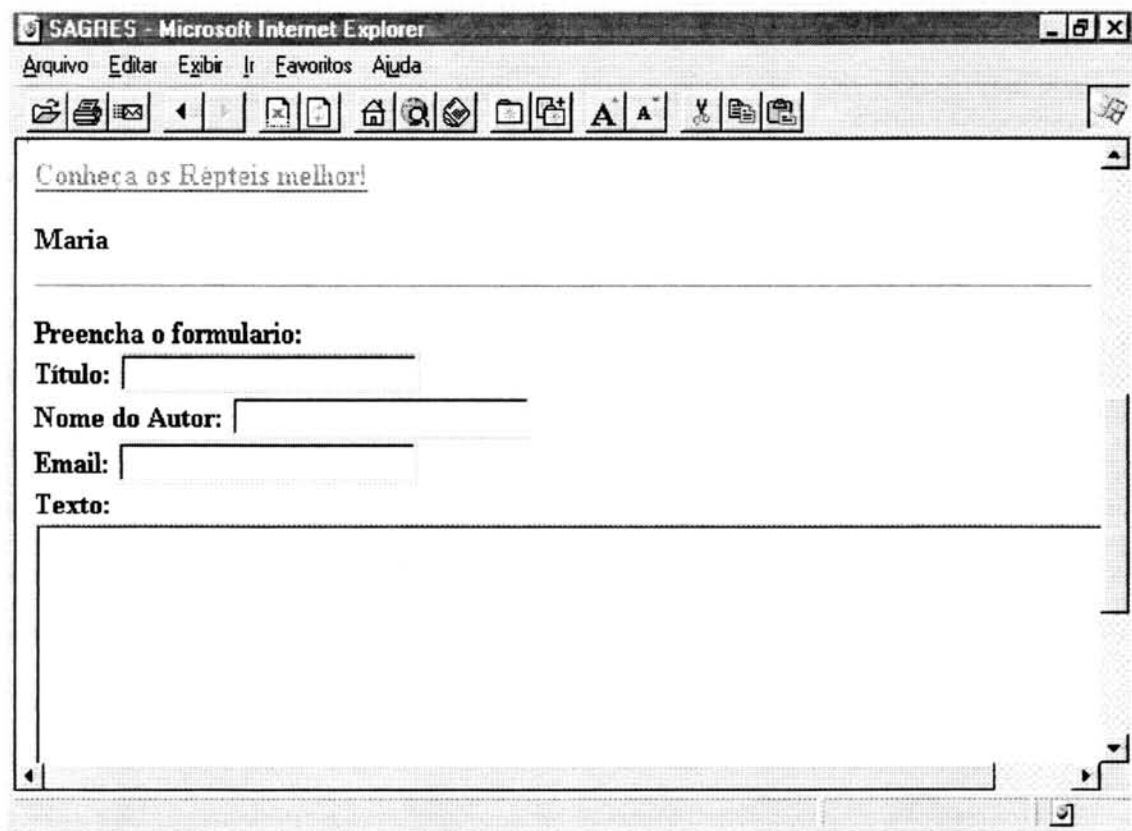 SAGRES - Microsoft Internet Explorer
Arquivo Editar Exibir Ir Favoritos Ajuda
Conheça os Répteis melhor!
Maria
Preencha o formulario:
Título:
Nome do Autor:
Email:
Texto: